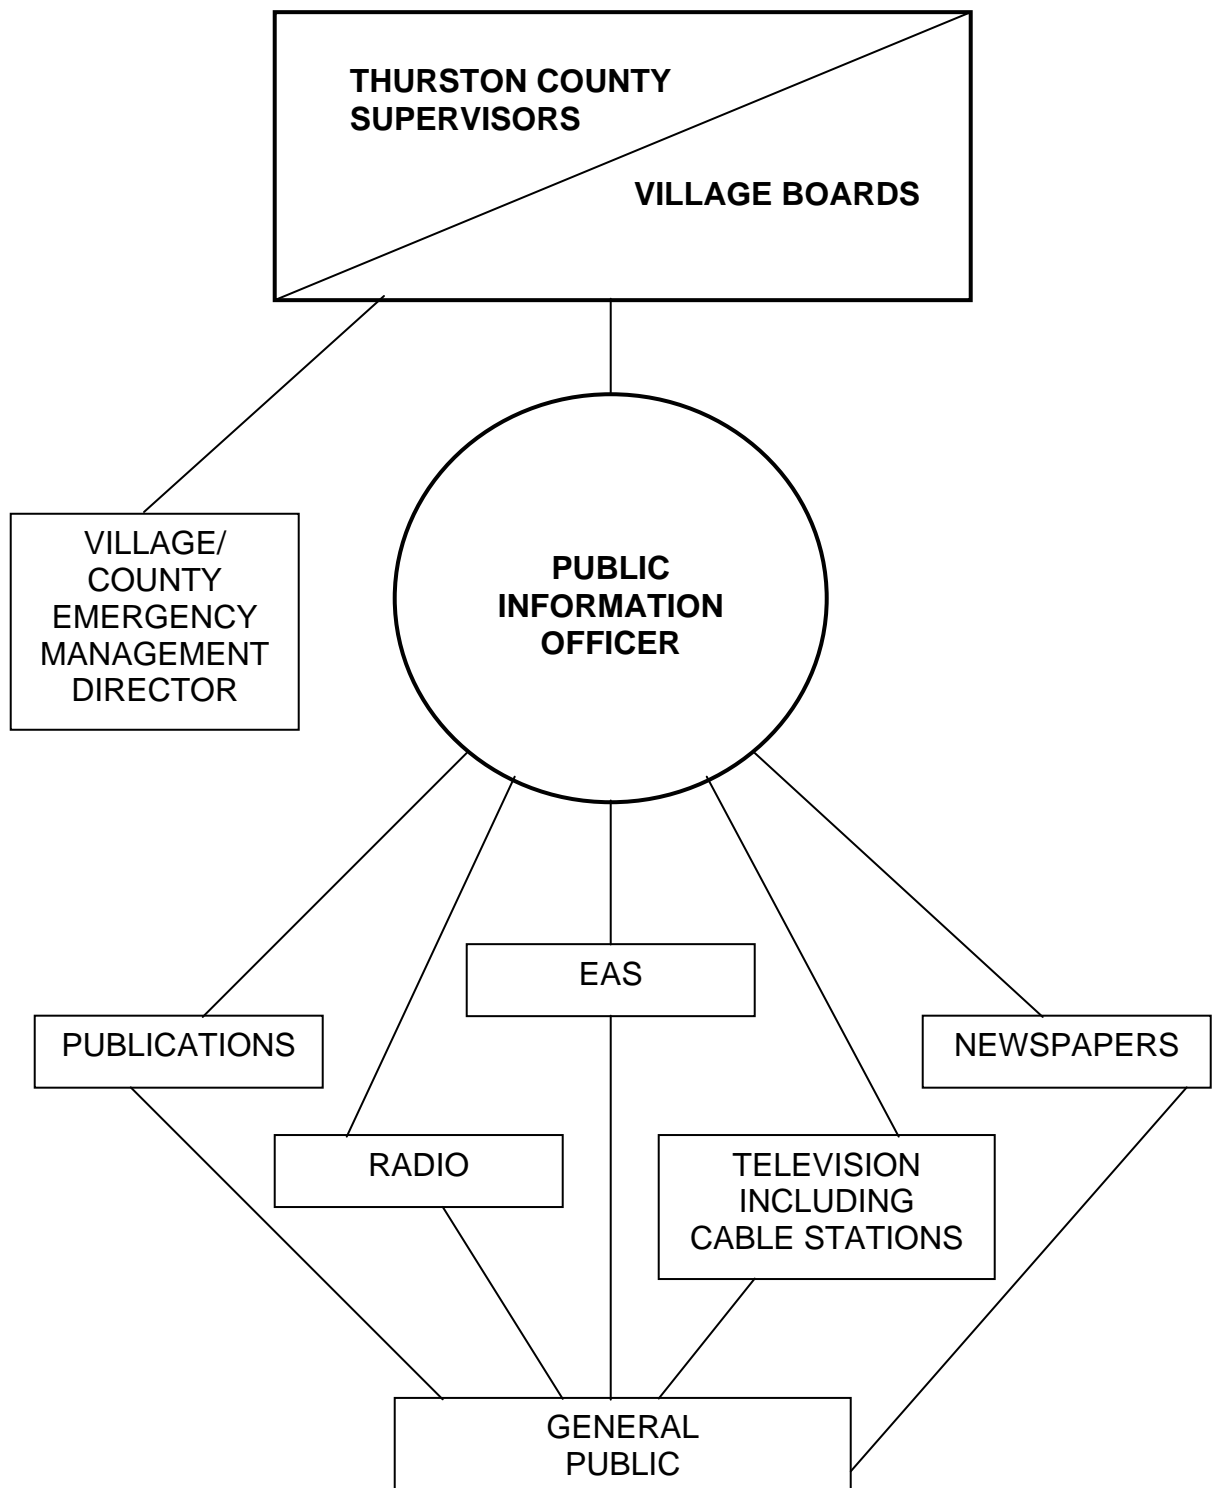 THURSTON COUNTY
SUPERVISORS
VILLAGE BOARDS
VILLAGE/
COUNTY
EMERGENCY
MANAGEMENT
DIRECTOR
PUBLIC
INFORMATION
OFFICER
EAS
PUBLICATIONS
NEWSPAPERS
RADIO
TELEVISION
INCLUDING
CABLE STATIONS
GENERAL
PUBLIC